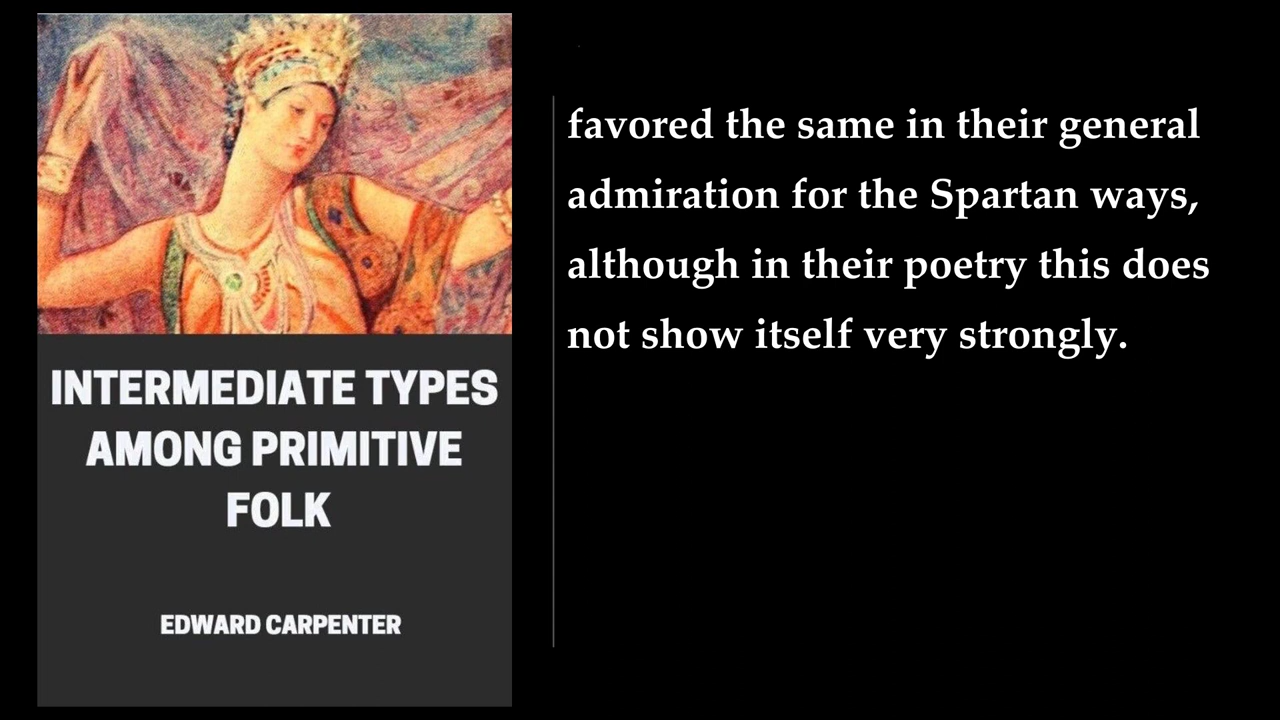 INTERMEDIATE TYPES
AMONG PRIMITIVE
FOLK
EDWARD CARPENTER
favored the same in their general
admiration for the Spartan ways,
although in their poetry this does
not show itself very strongly.